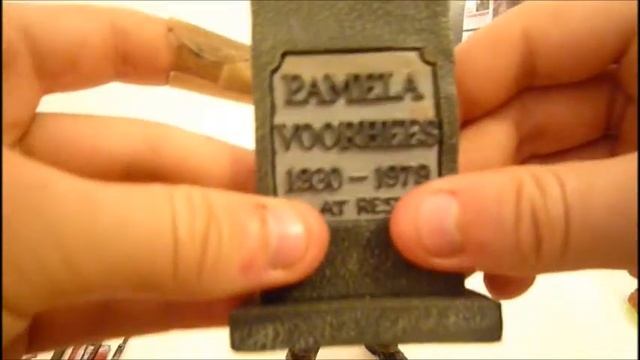 PAMELA
VOORHEES
1930 – 1979
AT REST